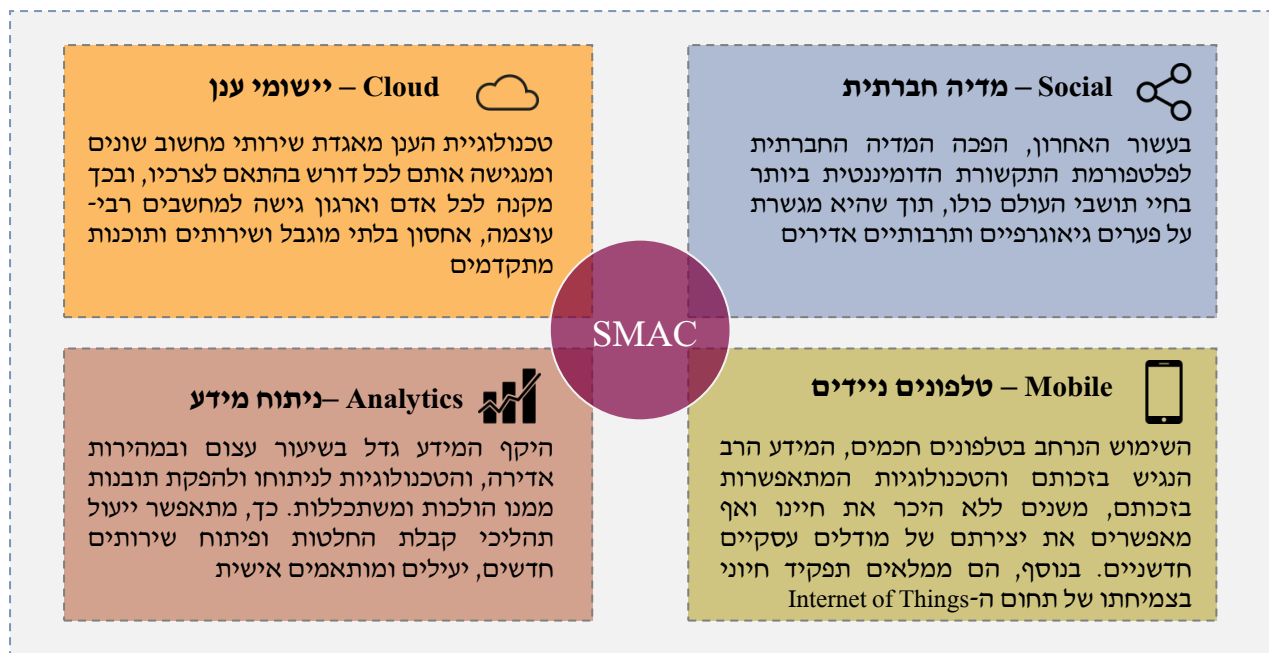 Social – מדיה חברתית
בעשור האחרון, הפכה המדיה החברתית
לפלטפורמת התקשורת הדומיננטית ביותר
בחיי תושבי העולם כולו, תוך שהיא מגשרת
על פערים גיאוגרפיים ותרבותיים אדירים
Cloud – יישומי ענן
טכנולוגיית הענן מאגדת שירותי מחשוב שונים
ומנגישה אותם לכל דורש בהתאם לצרכיו, ובכך
מקנה לכל אדם וארגון גישה למחשבים רבי-
עוצמה, אחסון בלתי מוגבל ושירותים ותוכנות
מתקדמים
SMAC
Mobile – טלפונים ניידים
השימוש הנרחב בטלפונים חכמים, המידע הרב
הנגיש בזכותם והטכנולוגיות המתאפשרות
בזכותם, משנים ללא היכר את חיינו ואף
מאפשרים את יצירתם של מודלים עסקיים
חדשניים. בנוסף, הם ממלאים תפקיד חיוני
בצמיחתו של תחום ה-Internet of Things
Analytics –ניתוח מידע
היקף המידע גדל בשיעור עצום ובמהירות
אדירה, והטכנולוגיות לניתוחו ולהפקת תובנות
ממנו הולכות ומשתכללות. כך, מתאפשר ייעול
תהליכי קבלת החלטות ופיתוח שירותים
חדשים, יעילים ומותאמים אישית